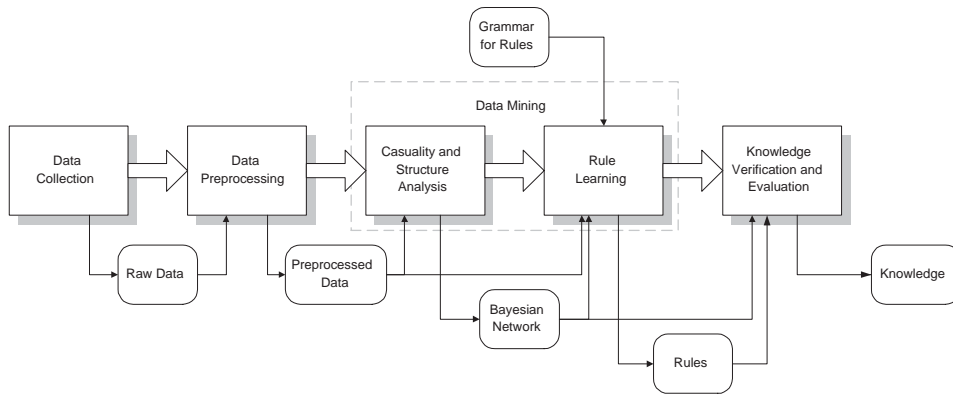 Grammar
for Rules
Data Mining
Data
Collection
Data
Preprocessing
Casuality and
Structure
Analysis
Rule
Learning
Knowledge
Verification and
Evaluation
Raw Data
Preprocessed
Data
Bayesian
Network
Rules
Knowledge